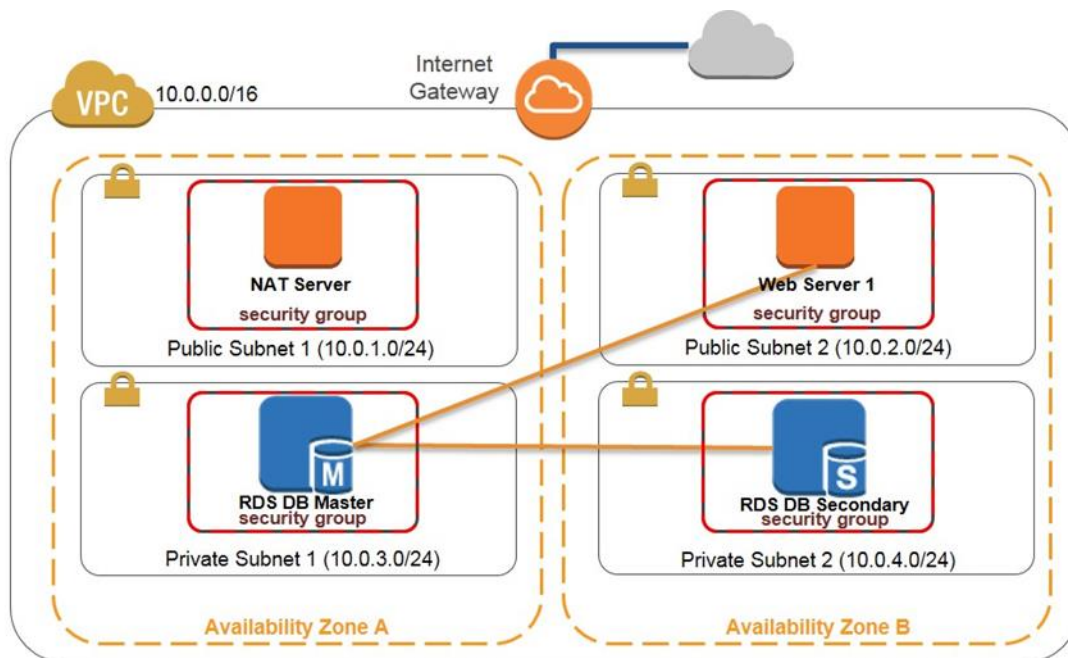 Internet
Gateway
VPC
10.0.0.0/16
NAT Server
security group
Public Subnet 1 (10.0.1.0/24)
Web Server 1
security group
Public Subnet 2 (10.0.2.0/24)
M
RDS DB Master
security group
Private Subnet 1 (10.0.3.0/24)
S
RDS DB Secondary
security group
Private Subnet 2 (10.0.4.0/24)
Availability Zone A
Availability Zone B